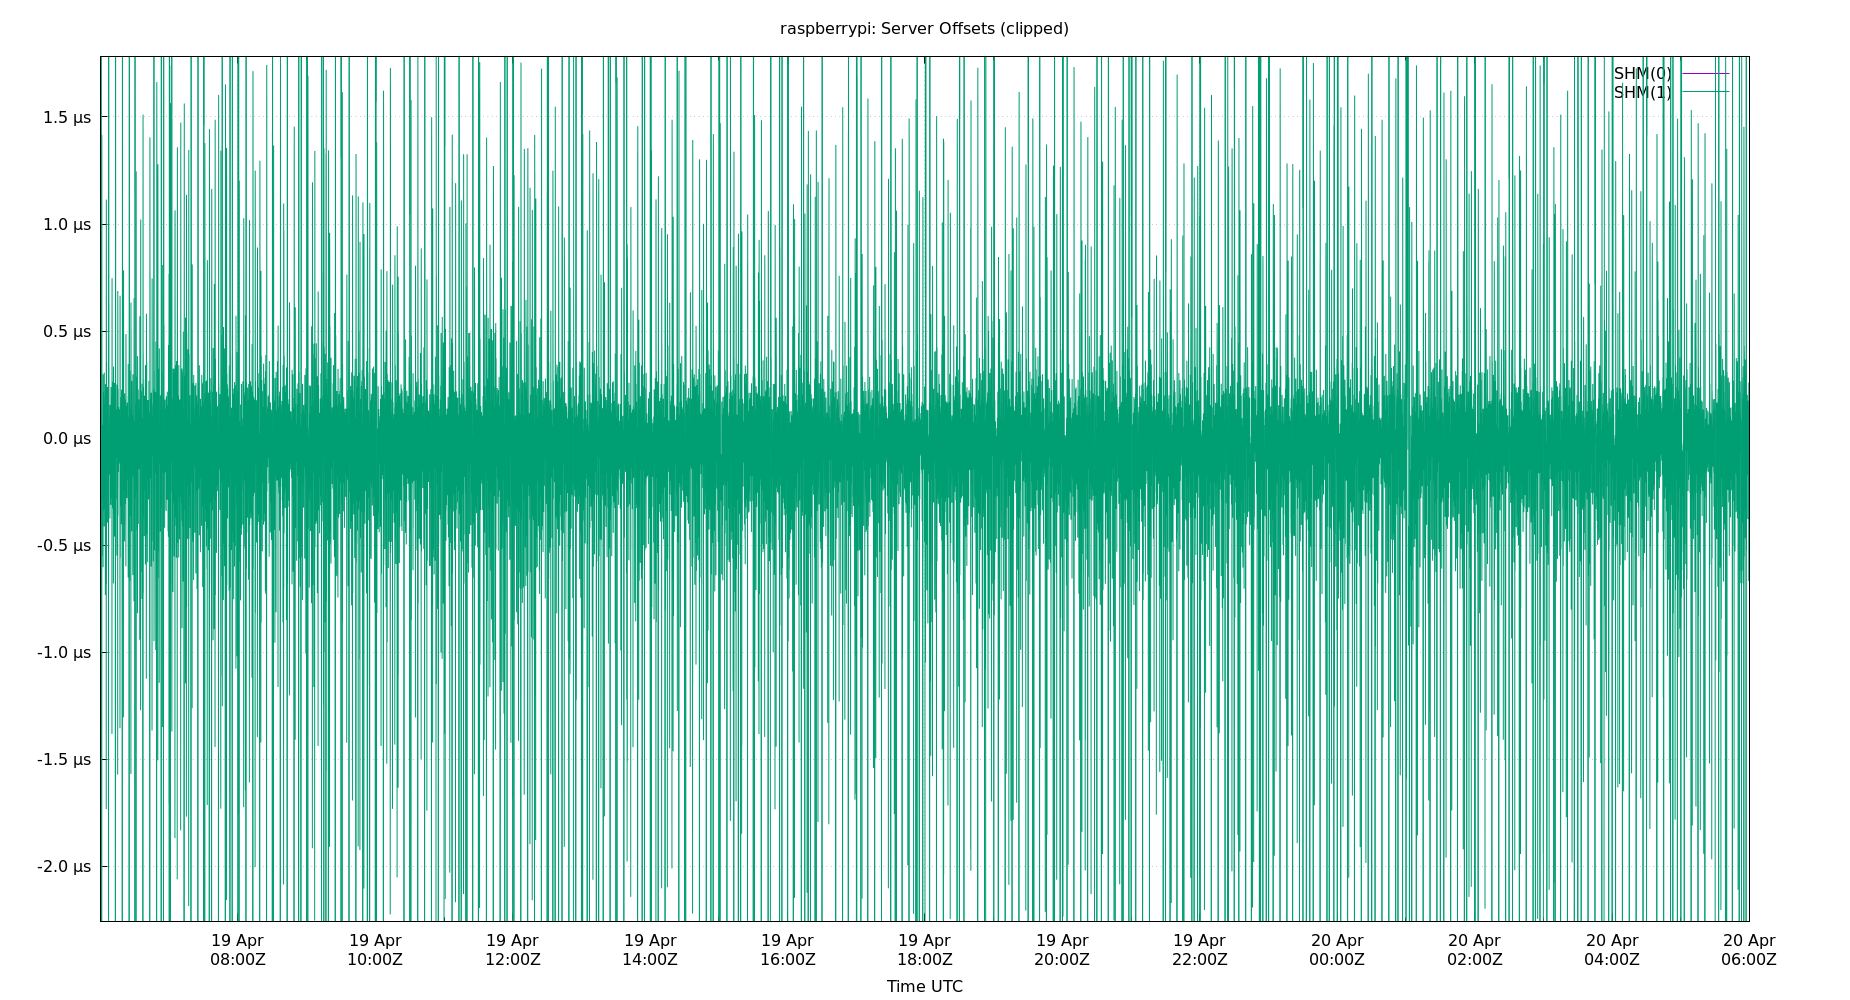 raspberrypi: Server Offsets (clipped)
SHM(0)
SHM(1)
1.5 µs
1.0 µs
0.5 µs
0.0 µs
-0.5 µs
-1.0 µs
-1.5 µs
-2.0 µs
19 Apr 19 Apr 19 Apr 19 Apr 19 Apr 19 Apr 19 Apr 19 Apr 20 Apr 20 Apr 20 Apr 20 Apr
08:00Z 10:00Z 12:00Z 14:00Z 16:00Z 18:00Z 20:00Z 22:00Z 00:00Z 02:00Z 04:00Z 06:00Z
Time UTC